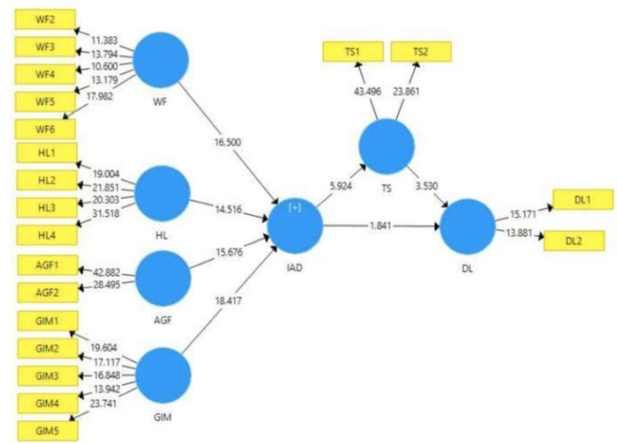 WF2
WF3
WF4
WF5
WF6
11.383
13.794
10.600
13.179
17.982
WF
HL1
HL2
HL3
HL4
19.004
21.851
20.303
31.518
HL
AGF1
AGF2
42.882
28.495
AGF
GIM1
GIM2
GIM3
GIM4
GIM5
19.604
17.117
16.848
13.942
23.741
GIM
16.500
14.516
15.676
18.417
[+]
IAD
TS1
TS2
43.496
23.861
TS
5.924
3.530
1.841
DL
15.171
13.881
DL1
DL2